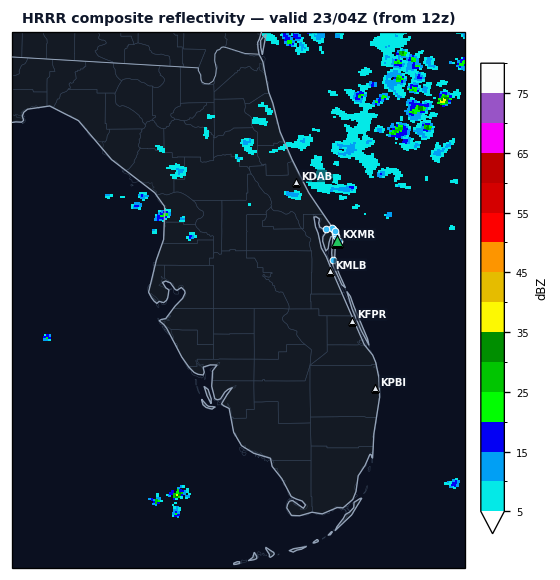 HRRR composite reflectivity — valid 23/04Z (from 12z)
KDAB
KXMR
KMLB
KFPR
KPBI
75
65
55
45
35
25
15
5
dBZ